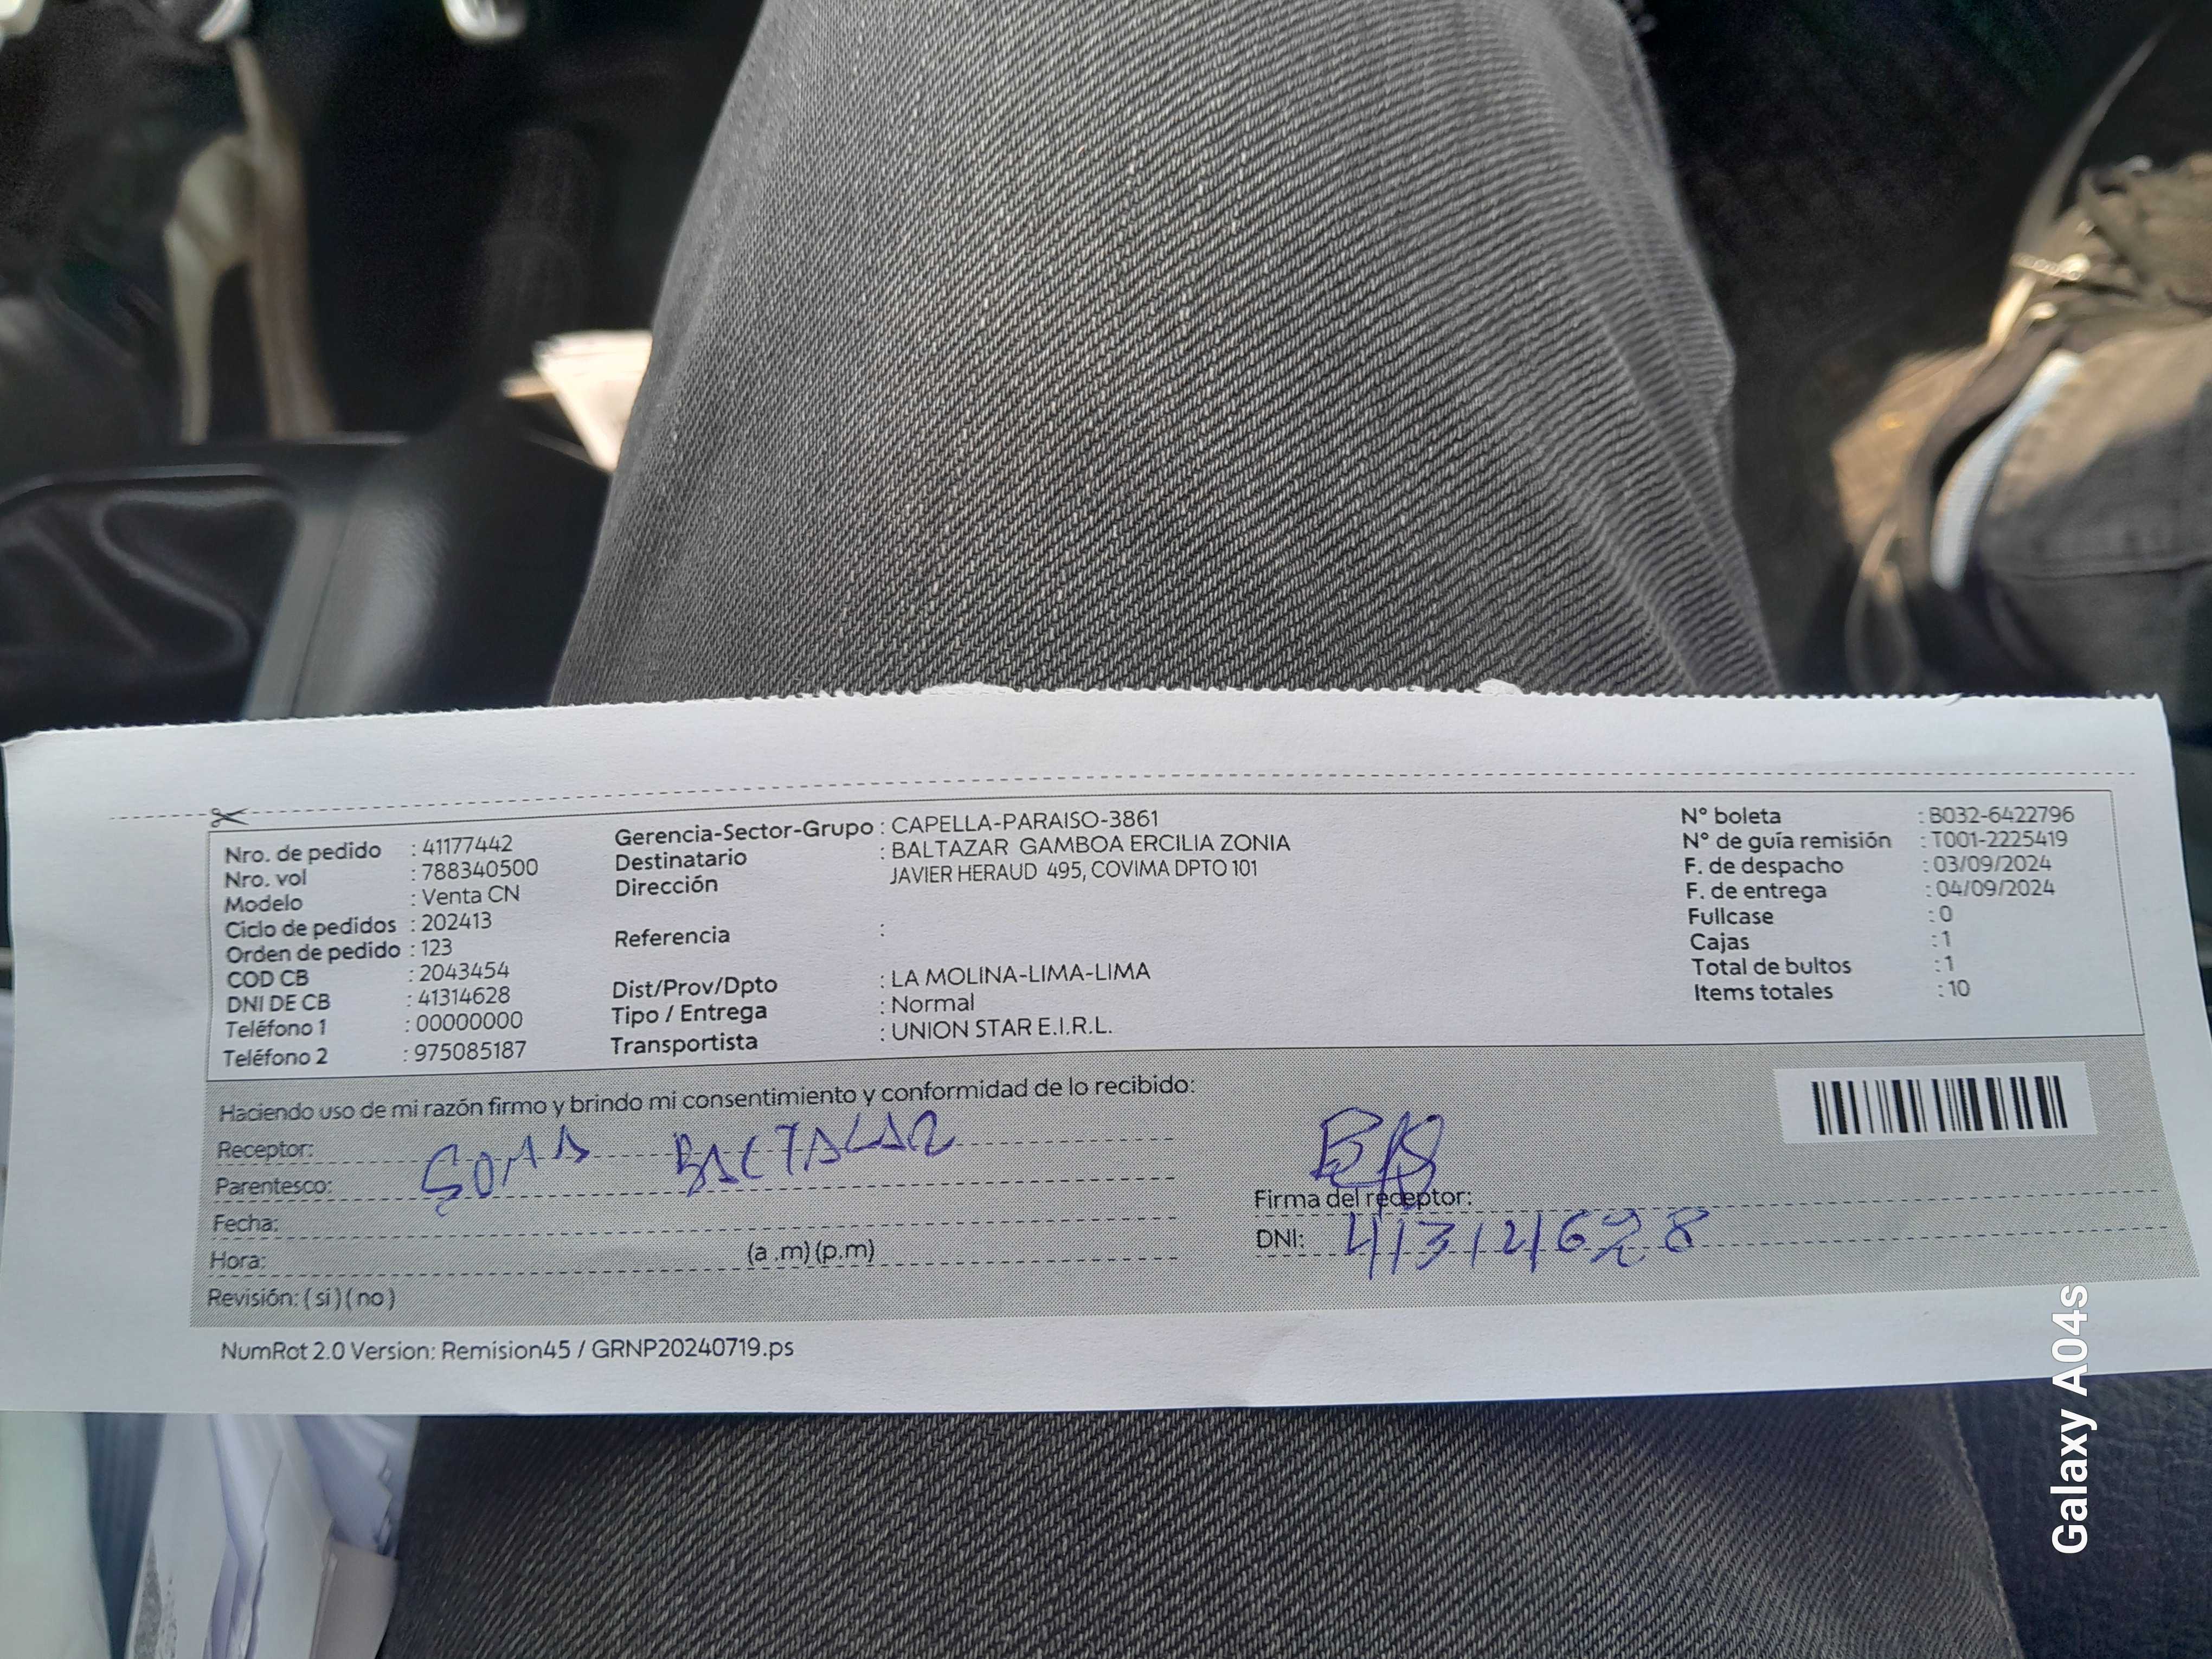 Nro. de pedido : 41177442
Nro. vol : 788340500
Modelo : Venta CN
Ciclo de pedidos : 202413
Orden de pedido : 123
COD CB : 2043454
DNI DE CB : 41314628
Teléfono 1 : 00000000
Teléfono 2 : 975085187
Gerencia-Sector-Grupo : CAPELLA-PARAISO-3861
Destinatario : BALTAZAR GAMBOA ERCILIA ZONIA
Dirección JAVIER HERAUD 495, COVIMA DPTO 101
Referencia :
Dist/Prov/Dpto : LA MOLINA-LIMA-LIMA
Tipo / Entrega : Normal
Transportista : UNION STAR E.I.R.L.
N° boleta : B032-6422796
N° de guía remisión : T001-2225419
F. de despacho : 03/09/2024
F. de entrega : 04/09/2024
Fullcase : 0
Cajas : 1
Total de bultos : 1
Items totales : 10
Haciendo uso de mi razón firmo y brindo mi consentimiento y conformidad de lo recibido:
Receptor:
Parentesco:
Fecha:
Hora: (a .m) (p.m)
Revisión: ( si ) ( no )
Firma del receptor:
DNI: 41314628
NumRot 2.0 Version: Remision45 / GRNP20240719.ps
Galaxy A04s